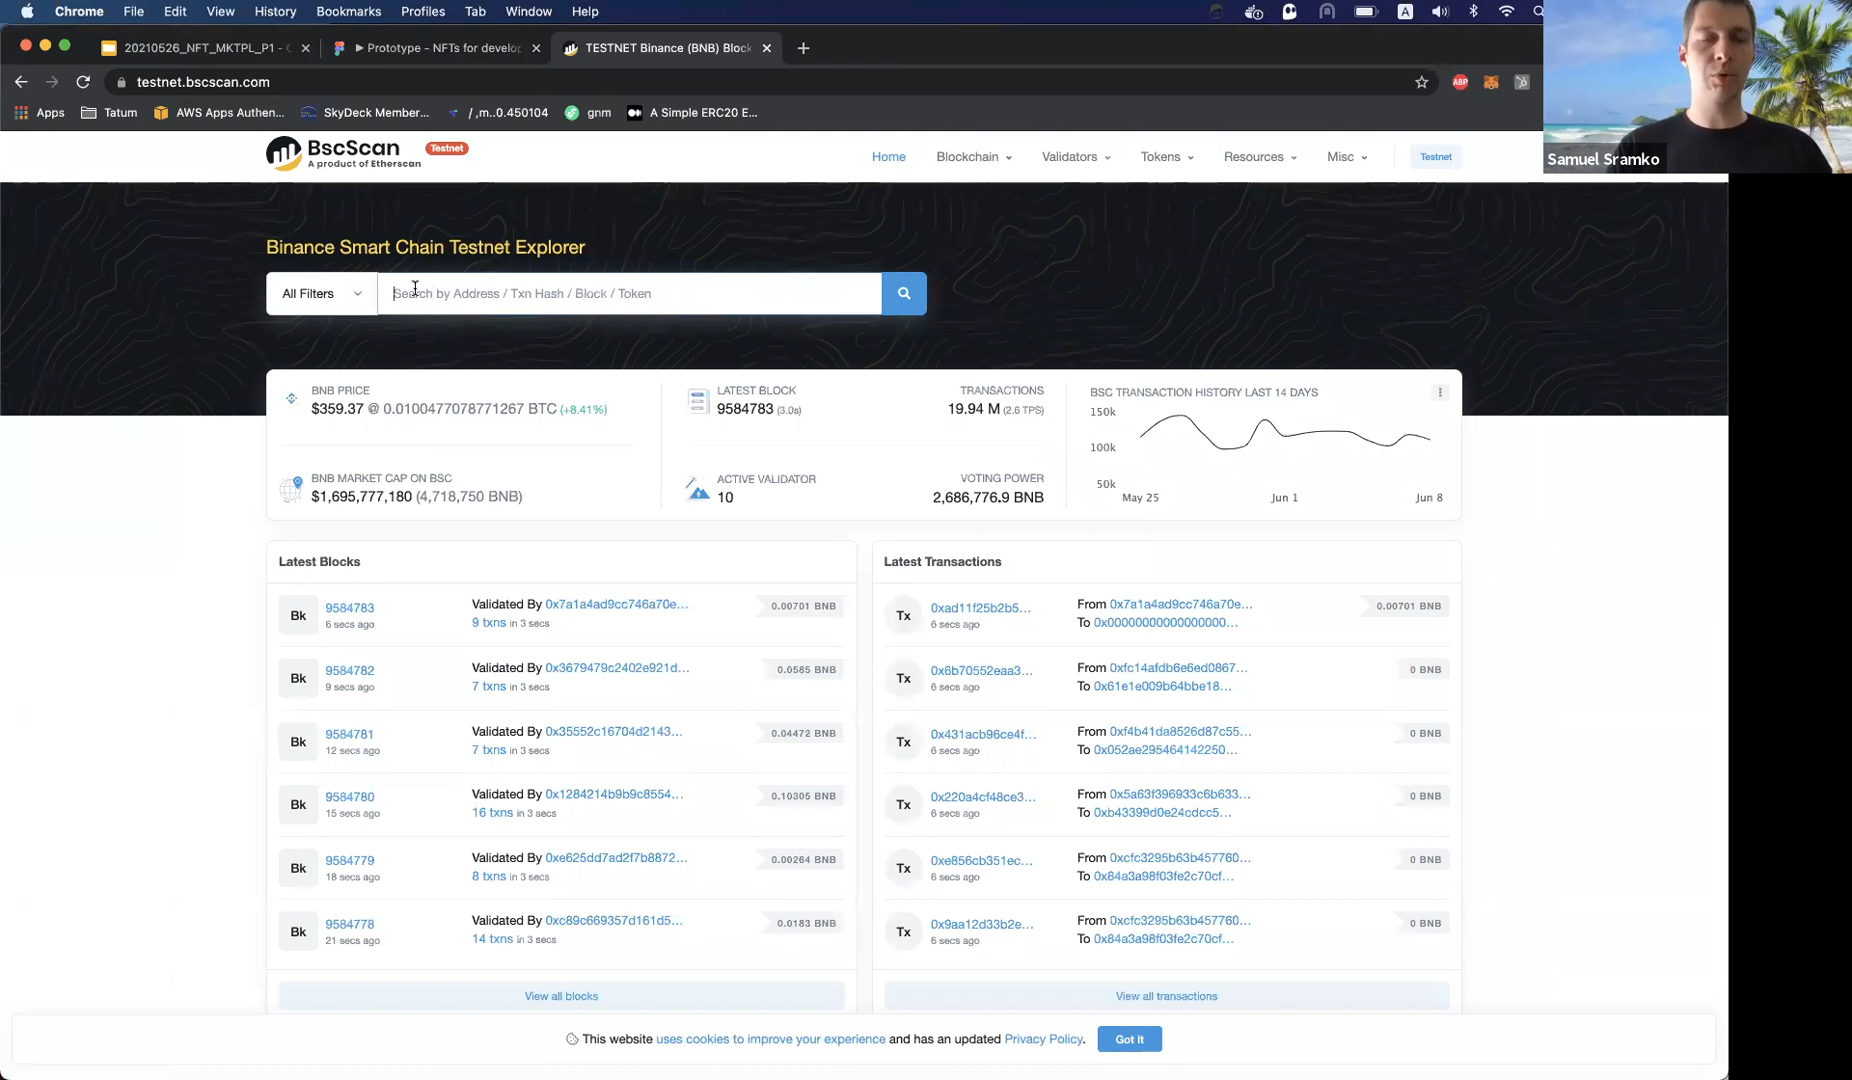 Chrome File Edit View History Bookmarks Profiles Tab Window Help
20210526_NFT_MKTPL_P1 -
Prototype – NFTs for develop
TESTNET Binance (BNB) Block
testnet.bscscan.com
ABP
Apps
Tatum
AWS Apps Authen...
SkyDeck Member...
/ ,m..0.450104
gnm
A Simple ERC20 E...
Samuel Sramko
BscScan
A product of Etherscan
Testnet
Home
Blockchain
Validators
Tokens
Resources
Misc
Testnet
Binance Smart Chain Testnet Explorer
All Filters
Search by Address / Txn Hash / Block / Token
BNB PRICE
$359.37 @ 0.0100477078771267 BTC (+8.41%)
BNB MARKET CAP ON BSC
$1,695,777,180 (4,718,750 BNB)
LATEST BLOCK
9584783 (3.0s)
TRANSACTIONS
19.94 M (2.6 TPS)
ACTIVE VALIDATOR
10
VOTING POWER
2,686,776.9 BNB
BSC TRANSACTION HISTORY LAST 14 DAYS
150k
100k
50k
May 25
Jun 1
Jun 8
Latest Blocks
Bk
9584783
6 secs ago
Validated By 0x7a1a4ad9cc746a70e...
9 txns in 3 secs
0.00701 BNB
Bk
9584782
9 secs ago
Validated By 0x3679479c2402e921d...
7 txns in 3 secs
0.0585 BNB
Bk
9584781
12 secs ago
Validated By 0x35552c16704d2143...
7 txns in 3 secs
0.04472 BNB
Bk
9584780
15 secs ago
Validated By 0x1284214b9b9c8554...
16 txns in 3 secs
0.10305 BNB
Bk
9584779
18 secs ago
Validated By 0xe625dd7ad2f7b8872...
8 txns in 3 secs
0.00264 BNB
Bk
9584778
21 secs ago
Validated By 0xc89c669357d161d5...
14 txns in 3 secs
0.0183 BNB
View all blocks
Latest Transactions
Tx
0xad11f25b2b5...
6 secs ago
From 0x7a1a4ad9cc746a70e...
To 0x00000000000000000...
0.00701 BNB
Tx
0x6b70552eaa3...
6 secs ago
From 0xfc14afdb6e6ed0867...
To 0x61e1e009b64bbe18...
0 BNB
Tx
0x431acb96ce4f...
6 secs ago
From 0xf4b41da8526d87c55...
To 0x052ae295464142250...
0 BNB
Tx
0x220a4cf48ce3...
6 secs ago
From 0x5a63f396933c6b633...
To 0xb43399d0e24cdcc5...
0 BNB
Tx
0xe856cb351ec...
6 secs ago
From 0xcfc3295b63b457760...
To 0x84a3a98f03fe2c70cf...
0 BNB
Tx
0x9aa12d33b2e...
6 secs ago
From 0xcfc3295b63b457760...
To 0x84a3a98f03fe2c70cf...
0 BNB
View all transactions
This website uses cookies to improve your experience and has an updated Privacy Policy.
Got It